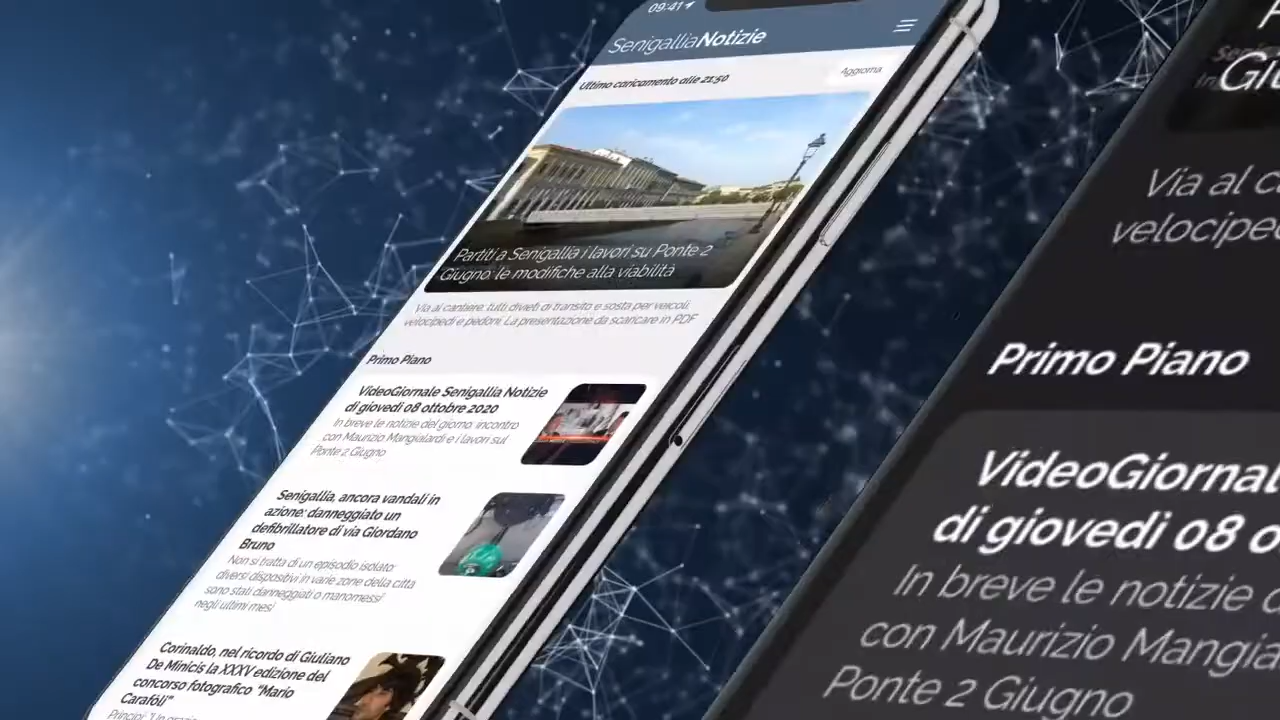 09:41
SenigalliaNotizie
Ultimo caricamento alle 21:50
Aggiorna
Partiti a Senigallia i lavori su Ponte 2
Giugno: le modifiche alla viabilità
Via al cantiere: tutti divieti di transito e sosta per veicoli,
velocipedi e pedoni. La presentazione da scaricare in PDF
Primo Piano
VideoGiornale Senigallia Notizie
di giovedì 08 ottobre 2020
In breve le notizie del giorno, incontro
con Maurizio Mangialardi e i lavori sul
Ponte 2 Giugno
Senigallia, ancora vandali in
azione: danneggiato un
defibrillatore di via Giordano
Bruno
Non si tratta di un episodio isolato:
diversi dispositivi in varie zone della città
sono stati danneggiati o manomessi
negli ultimi mesi
Corinaldo, nel ricordo di Giuliano
De Minicis la XXXV edizione del
concorso fotografico "Mario
Carafòli"
Via al c
velociped
Primo Piano
VideoGiornal
di giovedì 08 o
In breve le notizie d
con Maurizio Mangia
Ponte 2 Giugno